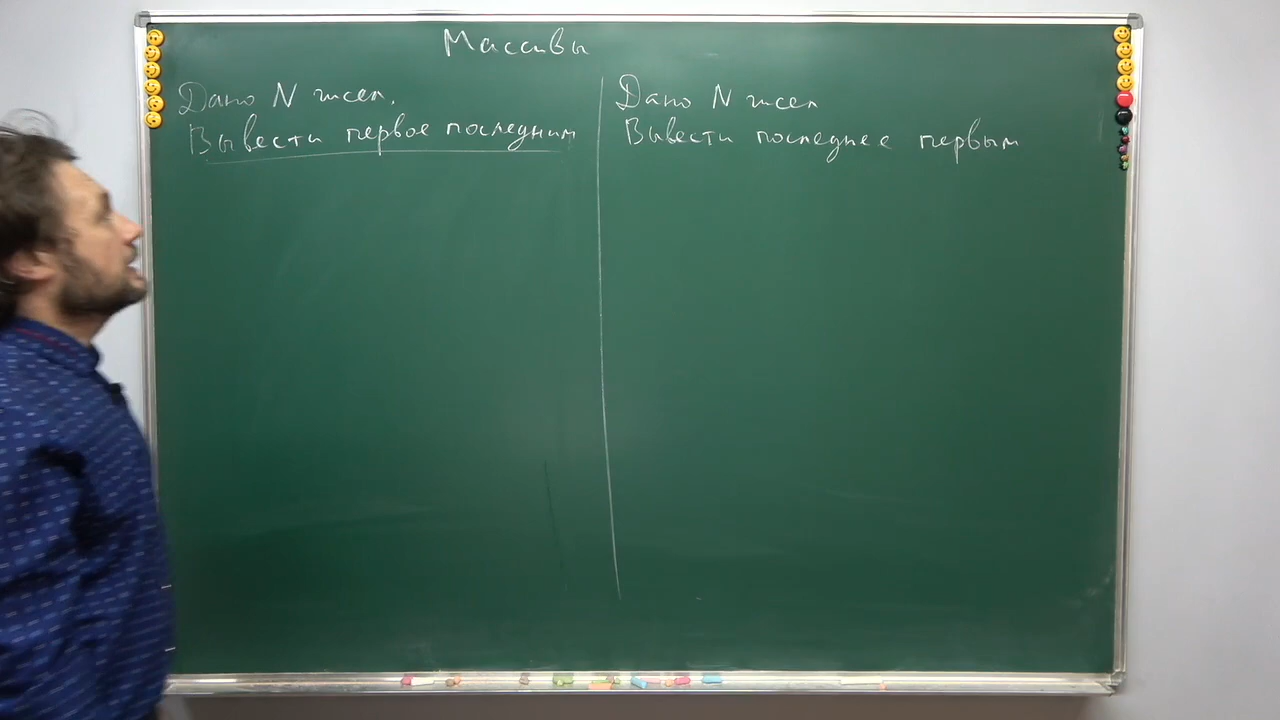 Массивы
Дано N чисел.
Вывести первое последним
Дано N чисел
Вывести последнее первым